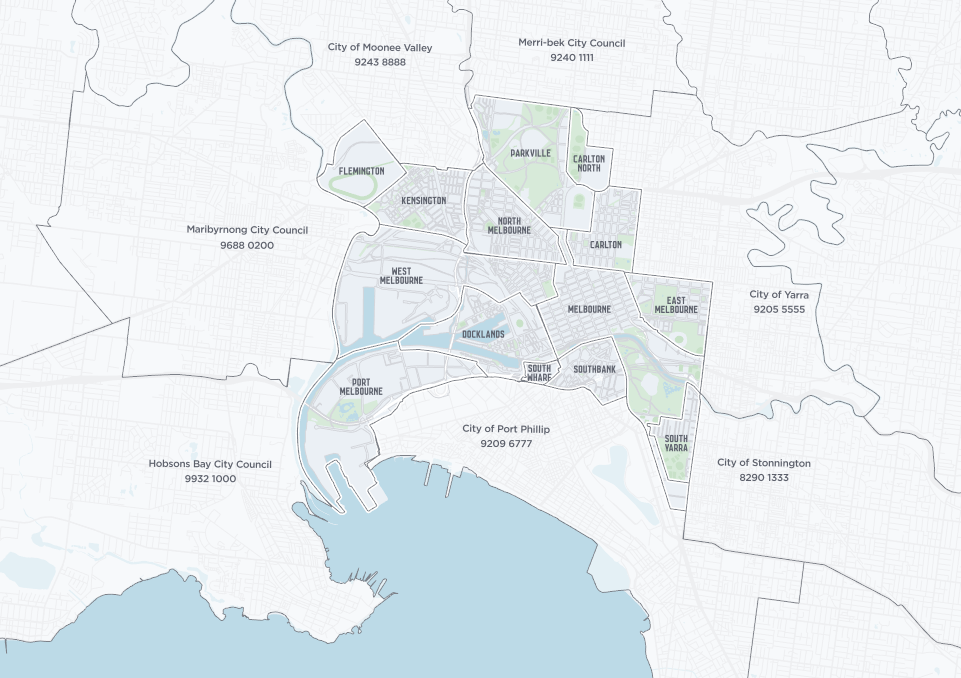 City of Moonee Valley
9243 8888
Merri-bek City Council
9240 1111
PARKVILLE
CARLTON
NORTH
FLEMINGTON
KENSINGTON
NORTH
MELBOURNE
Maribyrnong City Council
9688 0200
CARLTON
WEST
MELBOURNE
City of Yarra
9205 5555
MELBOURNE
EAST
MELBOURNE
DOCKLANDS
SOUTH
WHARF
SOUTHBANK
PORT
MELBOURNE
City of Port Phillip
9209 6777
SOUTH
YARRA
Hobsons Bay City Council
9932 1000
City of Stonnington
8290 1333